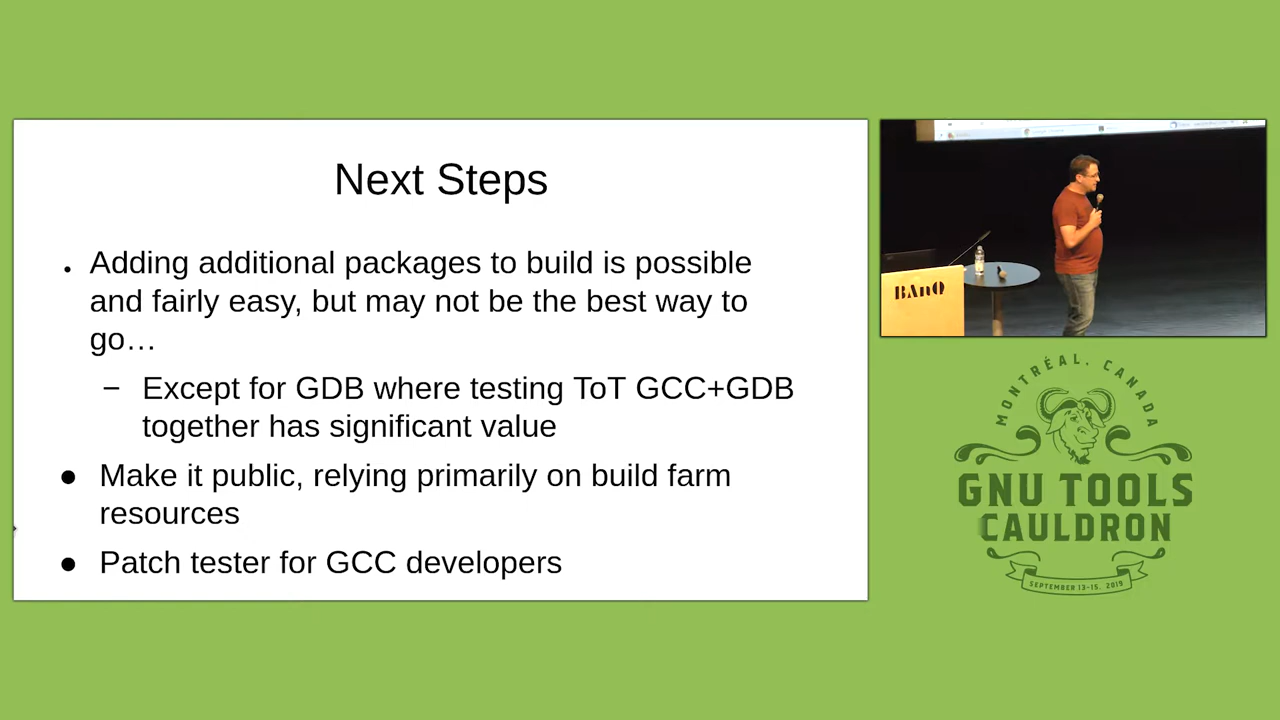 Next Steps
• Adding additional packages to build is possible
and fairly easy, but may not be the best way to
go…
– Except for GDB where testing ToT GCC+GDB
together has significant value
• Make it public, relying primarily on build farm
resources
• Patch tester for GCC developers
BAnQ
MONTRÉAL, CANADA
GNU TOOLS
CAULDRON
SEPTEMBER 13-15, 2019